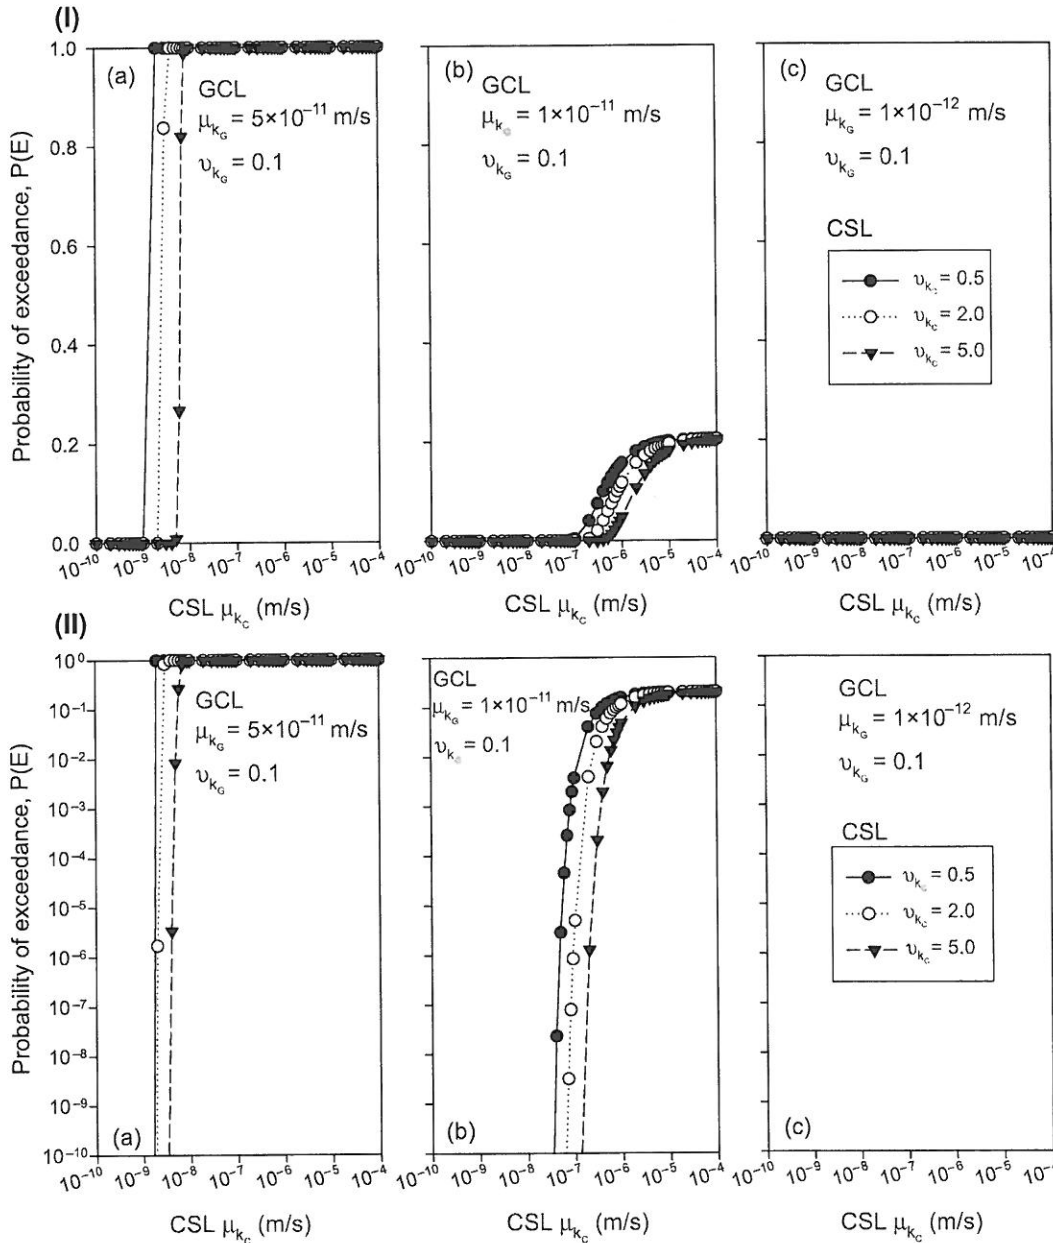 (I)
(a)
GCL
μkG = 5×10⁻¹¹ m/s
υkG = 0.1
(b)
GCL
μk = 1×10⁻¹¹ m/s
υkG = 0.1
(c)
GCL
μkG = 1×10⁻¹² m/s
υkG = 0.1
CSL
υk = 0.5
υkC = 2.0
υkC = 5.0
Probability of exceedance, P(E)
1.0
0.8
0.6
0.4
0.2
0.0
10⁻¹⁰ 10⁻⁹ 10⁻⁸ 10⁻⁷ 10⁻⁶ 10⁻⁵ 10⁻⁴
10⁻¹⁰ 10⁻⁹ 10⁻⁸ 10⁻⁷ 10⁻⁶ 10⁻⁵ 10⁻⁴
10⁻¹⁰ 10⁻⁹ 10⁻⁸ 10⁻⁷ 10⁻⁶ 10⁻⁵ 10⁻⁴
CSL μkC (m/s)
CSL μkC (m/s)
CSL μkC (m/s)
(II)
GCL
μkG = 5×10⁻¹¹ m/s
υkG = 0.1
(a)
GCL
μkG = 1×10⁻¹¹ m/s
υk = 0.1
(b)
GCL
μkG = 1×10⁻¹² m/s
υkG = 0.1
CSL
υk = 0.5
υkC = 2.0
υkC = 5.0
(c)
Probability of exceedance, P(E)
10⁰
10⁻¹
10⁻²
10⁻³
10⁻⁴
10⁻⁵
10⁻⁶
10⁻⁷
10⁻⁸
10⁻⁹
10⁻¹⁰
10⁻¹⁰ 10⁻⁹ 10⁻⁸ 10⁻⁷ 10⁻⁶ 10⁻⁵ 10⁻⁴
10⁻¹⁰ 10⁻⁹ 10⁻⁸ 10⁻⁷ 10⁻⁶ 10⁻⁵ 10⁻⁴
10⁻¹⁰ 10⁻⁹ 10⁻⁸ 10⁻⁷ 10⁻⁶ 10⁻⁵ 10⁻⁴
CSL μkC (m/s)
CSL μkC (m/s)
CSL μkC (m/s)